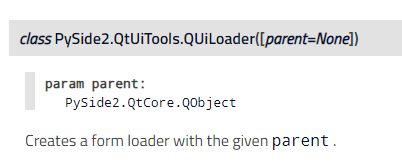 class PySide2.QtUiTools.QUiLoader([parent=None])
param parent:
PySide2.QtCore.QObject
Creates a form loader with the given parent .